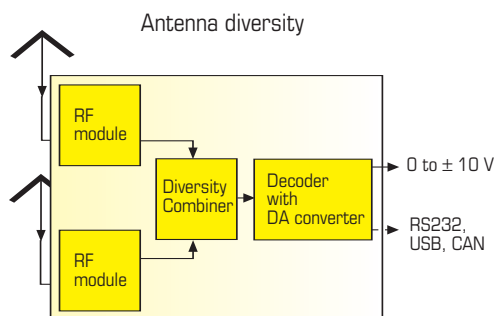 Antenna diversity
RF
module
Diversity
Combiner
Decoder
with
DA converter
0 to ± 10 V
RS232,
USB, CAN
RF
module